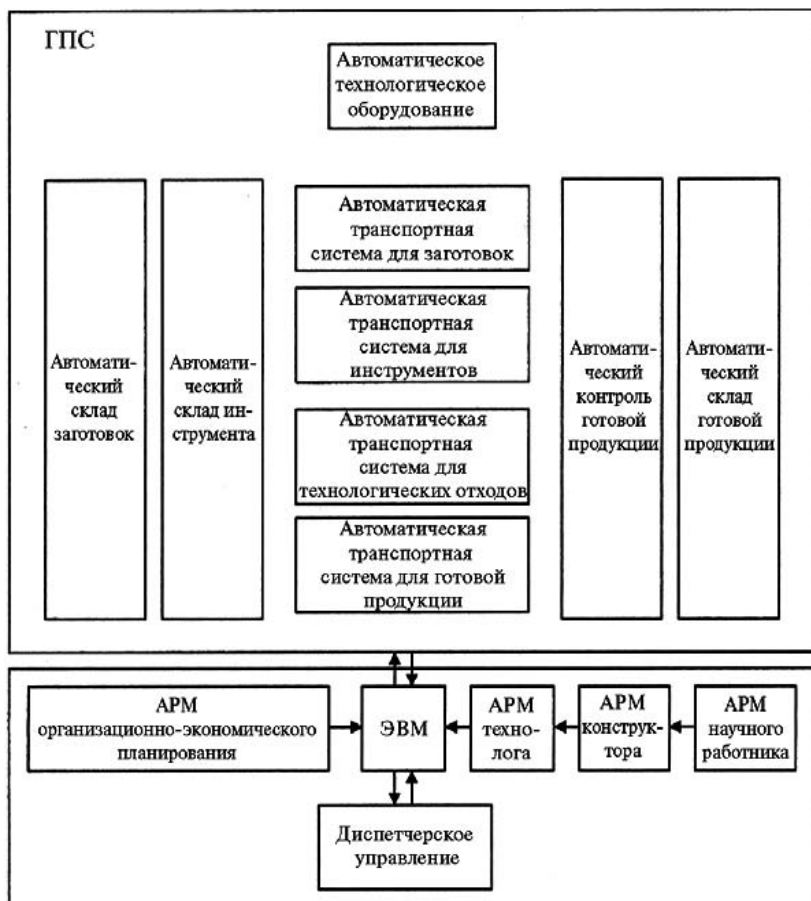 ГПС
Автоматическое
технологическое
оборудование
Автомати-
ческий
склад
заготовок
Автомати-
ческий
склад ин-
струмента
Автоматическая
транспортная
система для заготовок
Автоматическая
транспортная
система для
инструментов
Автоматическая
транспортная
система для
технологических отходов
Автоматическая
транспортная
система для готовой
продукции
Автомати-
ческий
контроль
готовой
продукции
Автомати-
ческий
склад
готовой
продукции
АРМ
организационно-экономического
планирования
ЭВМ
АРМ
техно-
лога
АРМ
конструк-
тора
АРМ
научного
работника
Диспетчерское
управление